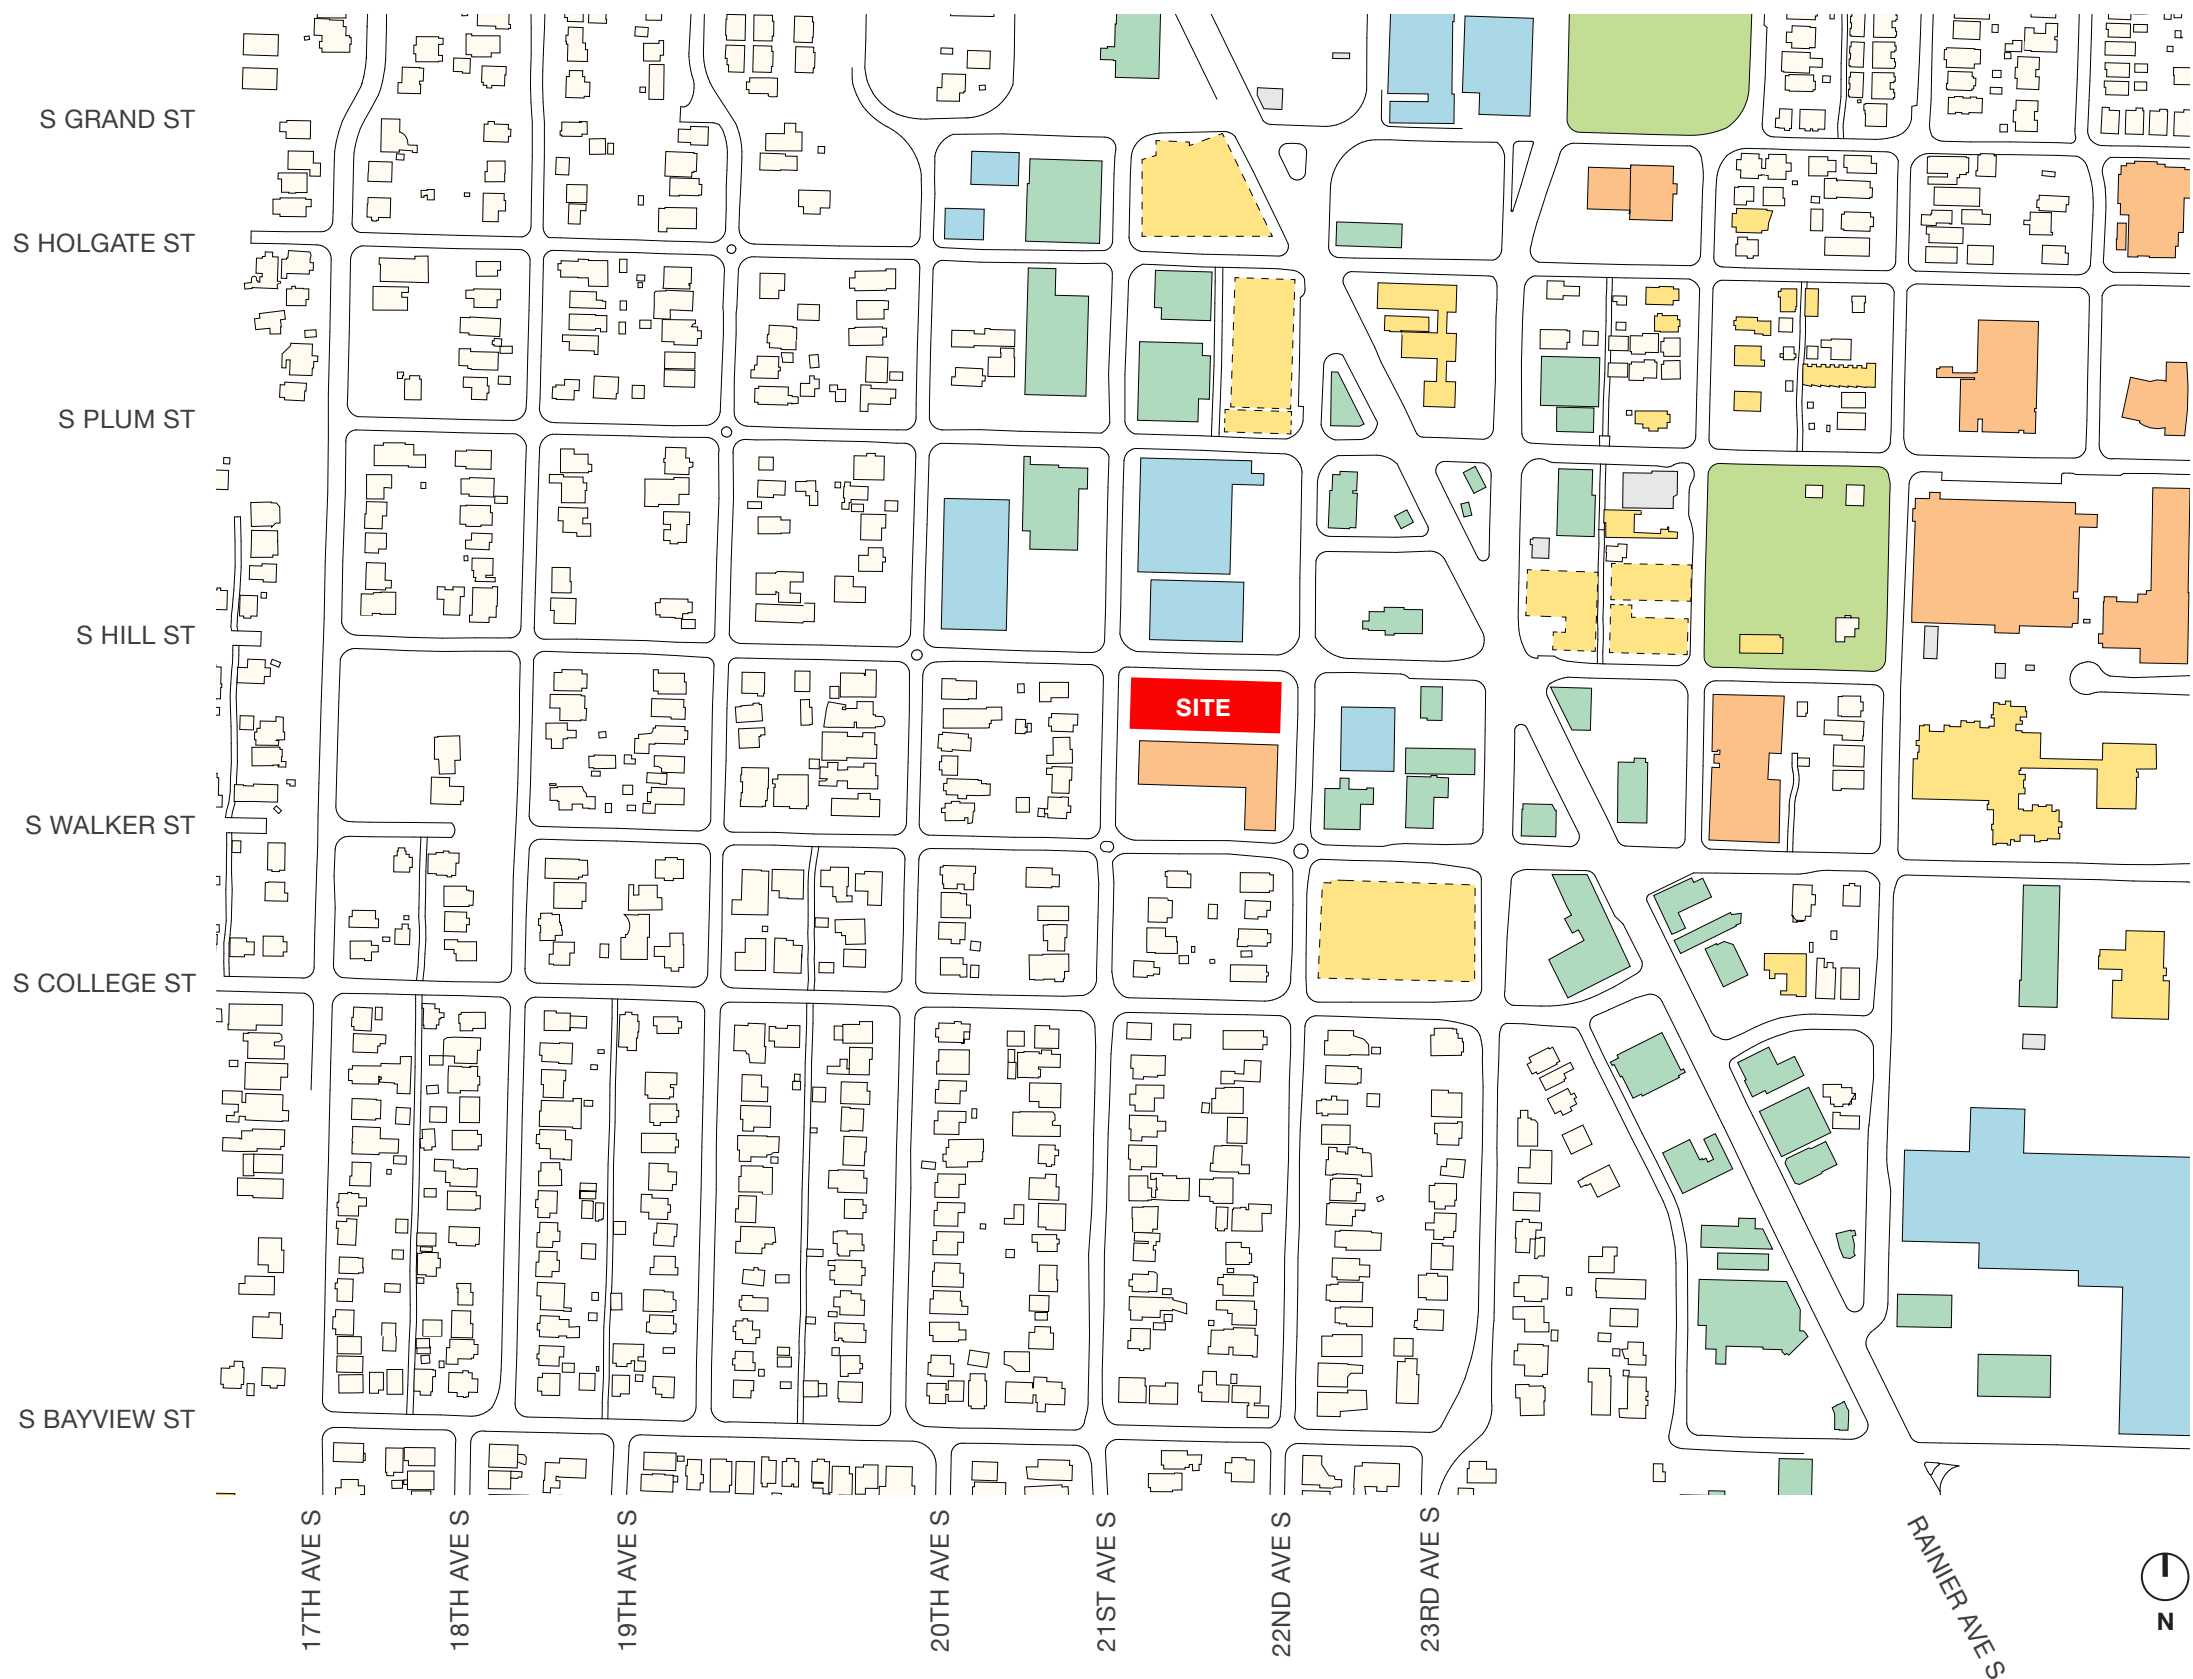 S GRAND ST
S HOLGATE ST
S PLUM ST
S HILL ST
SITE
S WALKER ST
S COLLEGE ST
S BAYVIEW ST
17TH AVE S
18TH AVE S
19TH AVE S
20TH AVE S
21ST AVE S
22ND AVE S
23RD AVE S
RAINIER AVE S
N